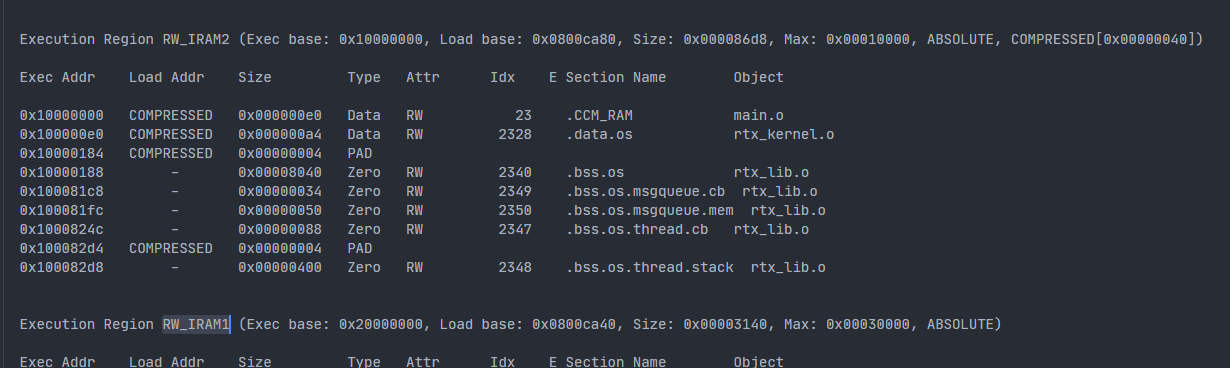 Execution Region RW_IRAM2 (Exec base: 0x10000000, Load base: 0x0800ca80, Size: 0x000086d8, Max: 0x00010000, ABSOLUTE, COMPRESSED[0x00000040])
Exec Addr    Load Addr    Size         Type   Attr      Idx    E Section Name        Object
0x10000000   COMPRESSED   0x000000e0   Data   RW           23    .CCM_RAM            main.o
0x100000e0   COMPRESSED   0x000000a4   Data   RW         2328    .data.os            rtx_kernel.o
0x10000184   COMPRESSED   0x00000004   PAD
0x10000188        -       0x00008040   Zero   RW         2340    .bss.os             rtx_lib.o
0x100081c8        -       0x00000034   Zero   RW         2349    .bss.os.msgqueue.cb  rtx_lib.o
0x100081fc        -       0x00000050   Zero   RW         2350    .bss.os.msgqueue.mem  rtx_lib.o
0x1000824c        -       0x00000088   Zero   RW         2347    .bss.os.thread.cb   rtx_lib.o
0x100082d4   COMPRESSED   0x00000004   PAD
0x100082d8        -       0x00000400   Zero   RW         2348    .bss.os.thread.stack  rtx_lib.o
Execution Region RW_IRAM1 (Exec base: 0x20000000, Load base: 0x0800ca40, Size: 0x00003140, Max: 0x00030000, ABSOLUTE)
Exec Addr    Load Addr    Size         Type   Attr      Idx    E Section Name        Object